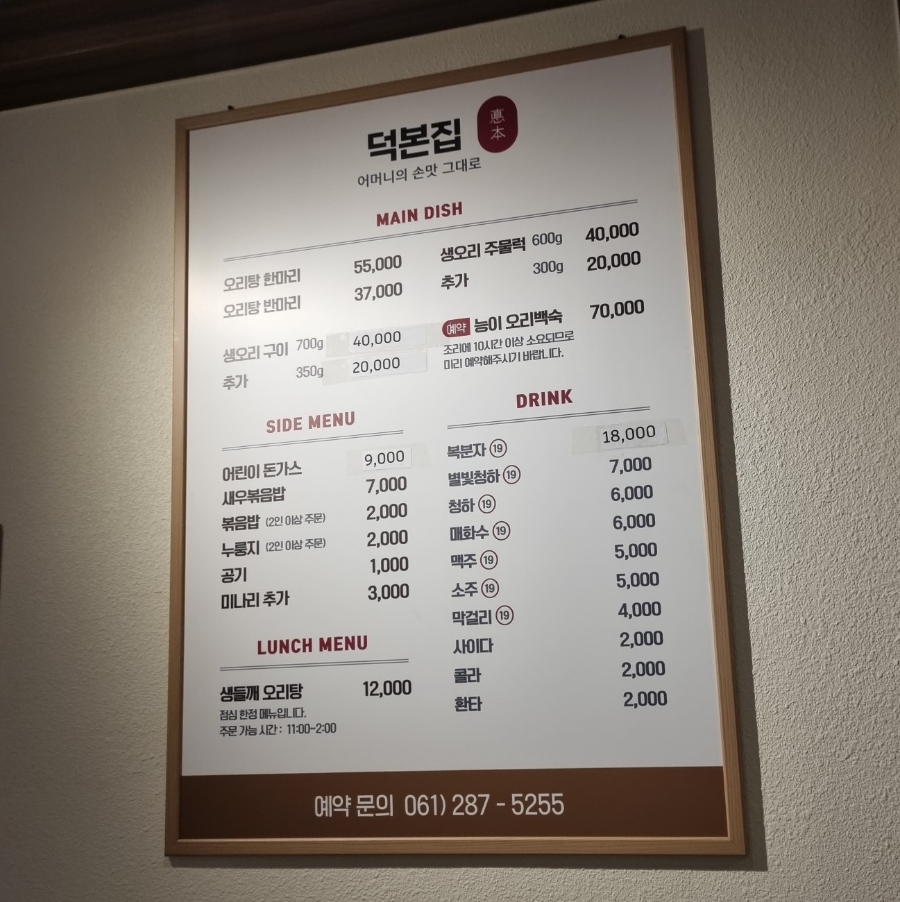 덕본집
悳
本
어머니의 손맛 그대로
MAIN DISH
오리탕 한마리 55,000
오리탕 반마리 37,000
생오리 구이 700g 40,000
추가 350g 20,000
생오리 주물럭 600g 40,000
추가 300g 20,000
예약 능이 오리백숙 70,000
조리에 10시간 이상 소요되므로
미리 예약해주시기 바랍니다.
SIDE MENU
어린이 돈가스 9,000
새우볶음밥 7,000
볶음밥 (2인 이상 주문) 2,000
누룽지 (2인 이상 주문) 2,000
공기 1,000
미나리 추가 3,000
LUNCH MENU
생들깨 오리탕 12,000
점심 한정 메뉴입니다.
주문 가능 시간 : 11:00-2:00
DRINK
복분자 19 18,000
별빛청하 19 7,000
청하 19 6,000
매화수 19 6,000
맥주 19 5,000
소주 19 5,000
막걸리 19 4,000
사이다 2,000
콜라 2,000
환타 2,000
예약 문의 061) 287 - 5255